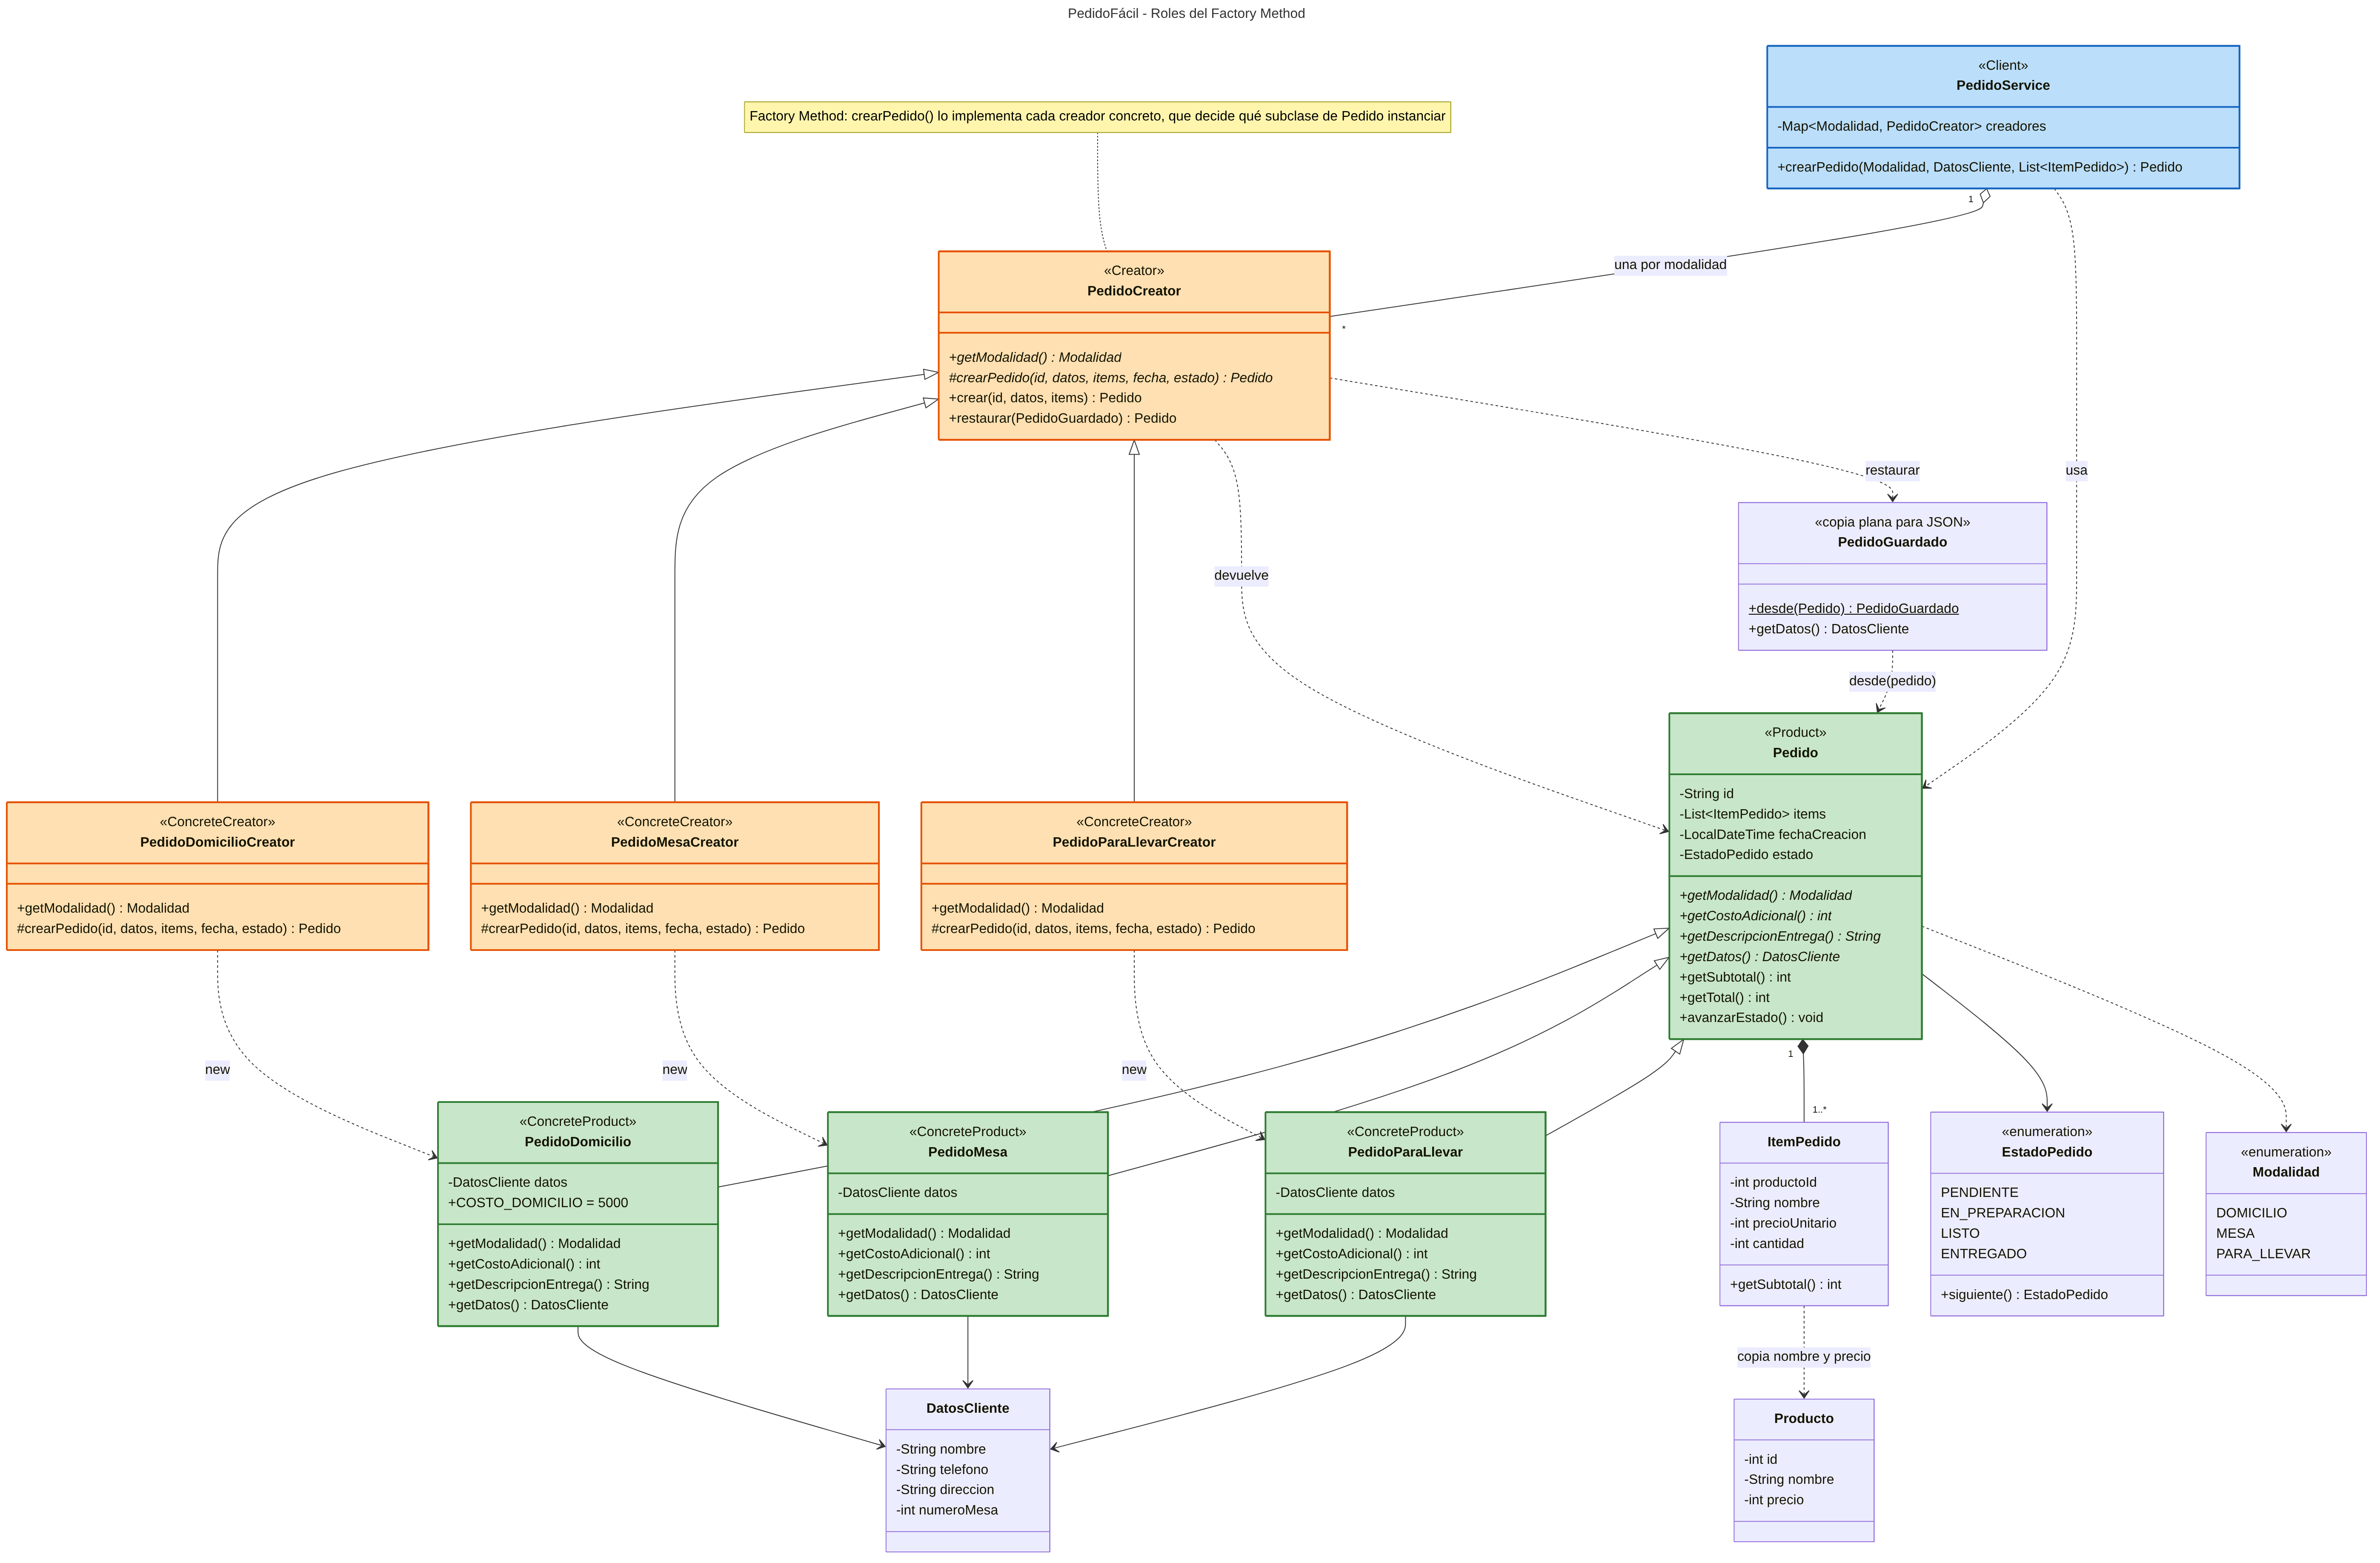 PedidoFácil - Roles del Factory Method
«Client»
PedidoService
-Map<Modalidad, PedidoCreator> creadores
+crearPedido(Modalidad, DatosCliente, List<ItemPedido>) : Pedido
Factory Method: crearPedido() lo implementa cada creador concreto, que decide qué subclase de Pedido instanciar
1
una por modalidad
*
«Creator»
PedidoCreator
+getModalidad() : Modalidad
#crearPedido(id, datos, items, fecha, estado) : Pedido
+crear(id, datos, items) : Pedido
+restaurar(PedidoGuardado) : Pedido
restaurar
usa
devuelve
«copia plana para JSON»
PedidoGuardado
+desde(Pedido) : PedidoGuardado
+getDatos() : DatosCliente
desde(pedido)
«ConcreteCreator»
PedidoDomicilioCreator
+getModalidad() : Modalidad
#crearPedido(id, datos, items, fecha, estado) : Pedido
«ConcreteCreator»
PedidoMesaCreator
+getModalidad() : Modalidad
#crearPedido(id, datos, items, fecha, estado) : Pedido
«ConcreteCreator»
PedidoParaLlevarCreator
+getModalidad() : Modalidad
#crearPedido(id, datos, items, fecha, estado) : Pedido
«Product»
Pedido
-String id
-List<ItemPedido> items
-LocalDateTime fechaCreacion
-EstadoPedido estado
+getModalidad() : Modalidad
+getCostoAdicional() : int
+getDescripcionEntrega() : String
+getDatos() : DatosCliente
+getSubtotal() : int
+getTotal() : int
+avanzarEstado() : void
new
new
new
1
1..*
«ConcreteProduct»
PedidoDomicilio
-DatosCliente datos
+COSTO_DOMICILIO = 5000
+getModalidad() : Modalidad
+getCostoAdicional() : int
+getDescripcionEntrega() : String
+getDatos() : DatosCliente
«ConcreteProduct»
PedidoMesa
-DatosCliente datos
+getModalidad() : Modalidad
+getCostoAdicional() : int
+getDescripcionEntrega() : String
+getDatos() : DatosCliente
«ConcreteProduct»
PedidoParaLlevar
-DatosCliente datos
+getModalidad() : Modalidad
+getCostoAdicional() : int
+getDescripcionEntrega() : String
+getDatos() : DatosCliente
ItemPedido
-int productoId
-String nombre
-int precioUnitario
-int cantidad
+getSubtotal() : int
«enumeration»
EstadoPedido
PENDIENTE
EN_PREPARACION
LISTO
ENTREGADO
+siguiente() : EstadoPedido
«enumeration»
Modalidad
DOMICILIO
MESA
PARA_LLEVAR
copia nombre y precio
DatosCliente
-String nombre
-String telefono
-String direccion
-int numeroMesa
Producto
-int id
-String nombre
-int precio